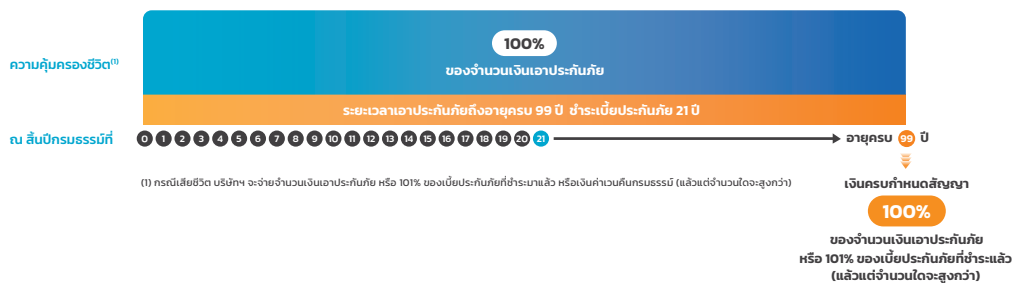 100%
ความคุ้มครองชีวิต(1)
ของจำนวนเงินเอาประกันภัย
ระยะเวลาเอาประกันภัยถึงอายุครบ 99 ปี ชำระเบี้ยประกันภัย 21 ปี
ณ สิ้นปีกรมธรรม์ที่ 0 1 2 3 4 5 6 7 8 9 10 11 12 13 14 15 16 17 18 19 20 21 อายุครบ 99 ปี
(1) กรณีเสียชีวิต บริษัทฯ จะจ่ายจำนวนเงินเอาประกันภัย หรือ 101% ของเบี้ยประกันภัยที่ชำระมาแล้ว หรือเงินค่าเวนคืนกรมธรรม์ (แล้วแต่จำนวนใดจะสูงกว่า)
เงินครบกำหนดสัญญา
100%
ของจำนวนเงินเอาประกันภัย
หรือ 101% ของเบี้ยประกันภัยที่ชำระแล้ว
(แล้วแต่จำนวนใดจะสูงกว่า)